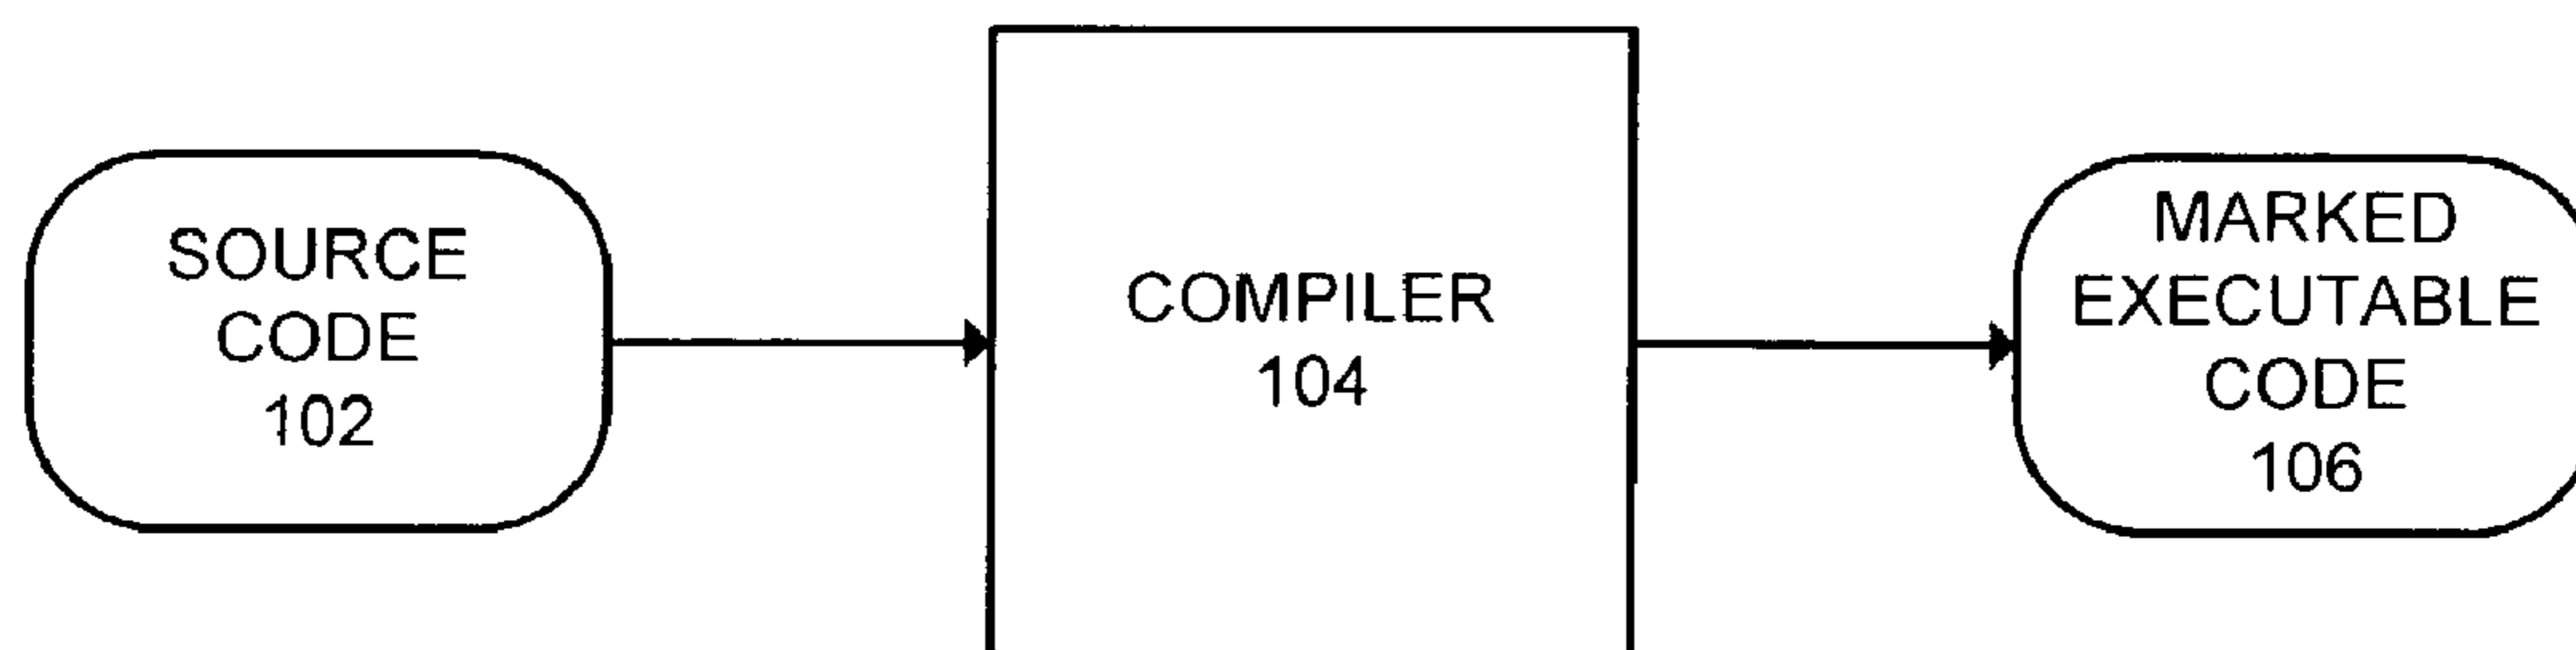 SOURCE
CODE
102
COMPILER
104
MARKED
EXECUTABLE
CODE
106